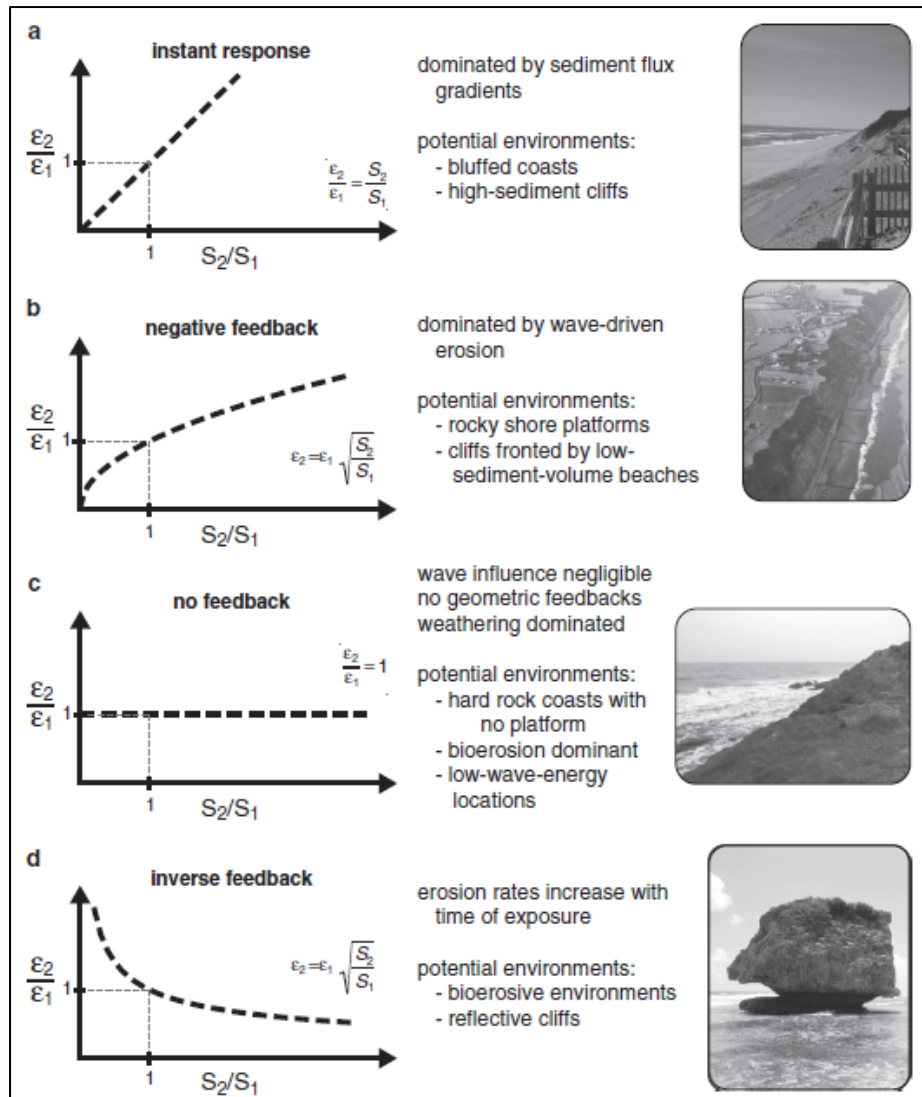 a
instant response
ε2/ε1
1
1
S2/S1
ε2/ε1 = S2/S1
dominated by sediment flux
gradients
potential environments:
- bluffed coasts
- high-sediment cliffs
b
negative feedback
ε2/ε1
1
1
S2/S1
ε2=ε1 √S2/S1
dominated by wave-driven
erosion
potential environments:
- rocky shore platforms
- cliffs fronted by low-
sediment-volume beaches
c
no feedback
ε2/ε1
1
1
S2/S1
ε2/ε1 = 1
wave influence negligible
no geometric feedbacks
weathering dominated
potential environments:
- hard rock coasts with
no platform
- bioerosion dominant
- low-wave-energy
locations
d
inverse feedback
ε2/ε1
1
1
S2/S1
ε2=ε1 √S2/S1
erosion rates increase with
time of exposure
potential environments:
- bioerosive environments
- reflective cliffs